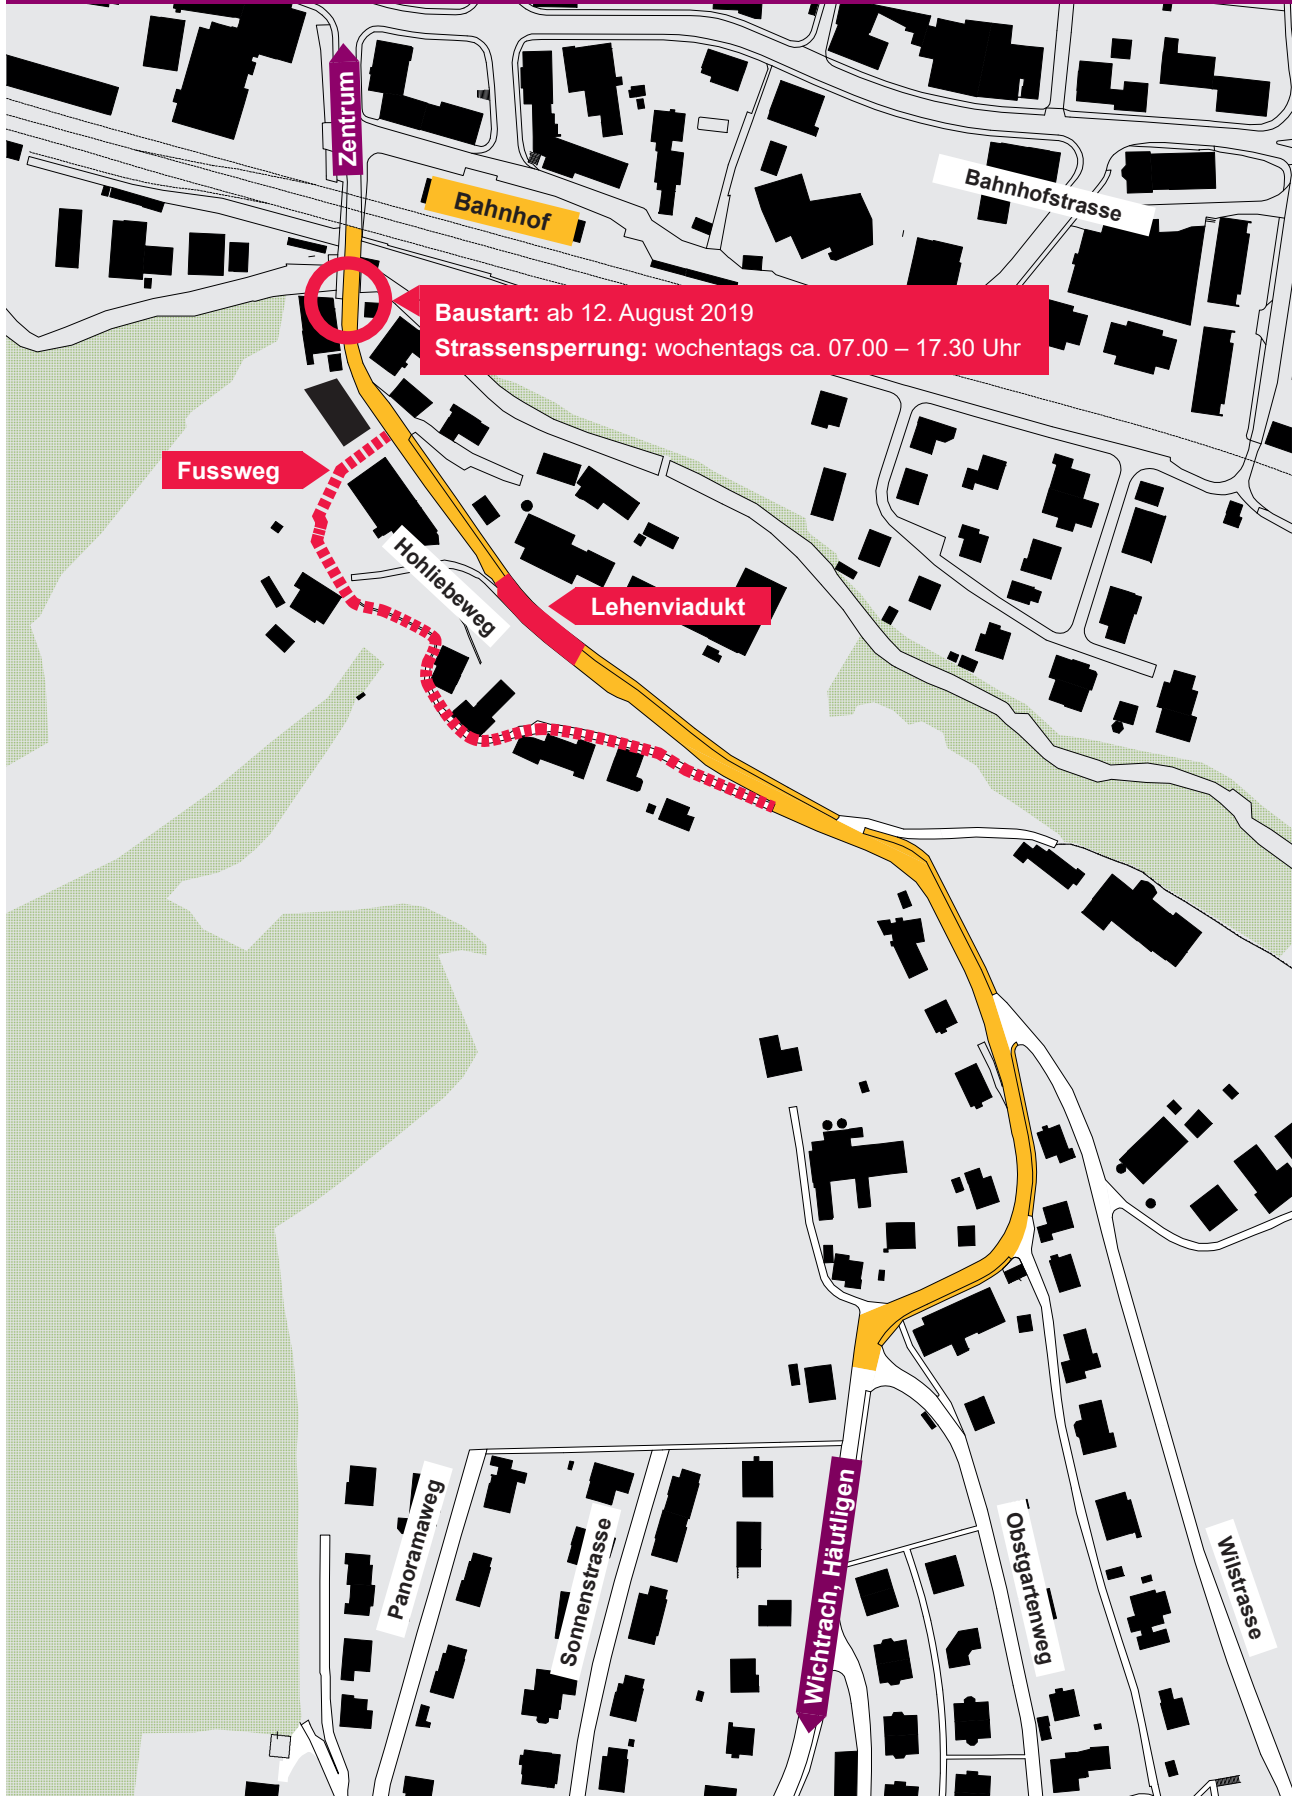 Zentrum
Bahnhof
Bahnhofstrasse
Baustart: ab 12. August 2019
Strassensperrung: wochentags ca. 07.00 – 17.30 Uhr
Fussweg
Hohliebeweg
Lehenviadukt
Panoramaweg
Sonnenstrasse
Wichtrach, Häutligen
Obstgartenweg
Wilstrasse